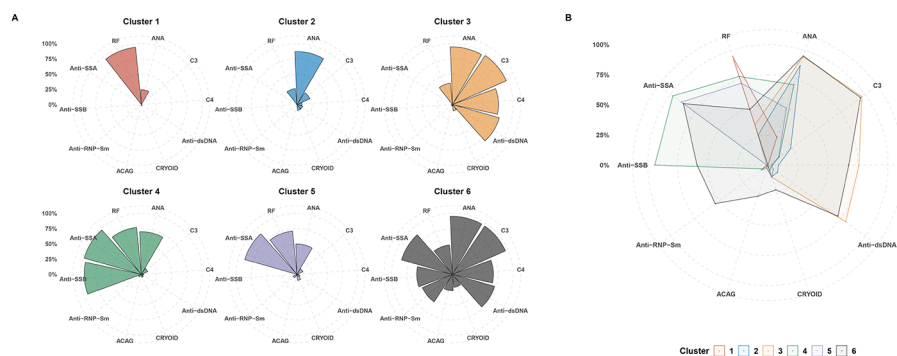 A
Cluster 1
100%
75%
50%
25%
0%
RF
ANA
Anti-SSA
C3
Anti-SSB
C4
Anti-RNP-Sm
Anti-dsDNA
ACAG
CRYOID
Cluster 2
RF
ANA
Anti-SSA
C3
Anti-SSB
C4
Anti-RNP-Sm
Anti-dsDNA
ACAG
CRYOID
Cluster 3
RF
ANA
Anti-SSA
C3
Anti-SSB
C4
Anti-RNP-Sm
Anti-dsDNA
ACAG
CRYOID
Cluster 4
100%
75%
50%
25%
0%
RF
ANA
Anti-SSA
C3
Anti-SSB
C4
Anti-RNP-Sm
Anti-dsDNA
ACAG
CRYOID
Cluster 5
RF
ANA
Anti-SSA
C3
Anti-SSB
C4
Anti-RNP-Sm
Anti-dsDNA
ACAG
CRYOID
Cluster 6
RF
ANA
Anti-SSA
C3
Anti-SSB
C4
Anti-RNP-Sm
Anti-dsDNA
ACAG
CRYOID
B
100%
75%
50%
25%
0%
RF
ANA
Anti-SSA
C3
Anti-SSB
Anti-RNP-Sm
Anti-dsDNA
ACAG
CRYOID
Cluster 1 2 3 4 5 6